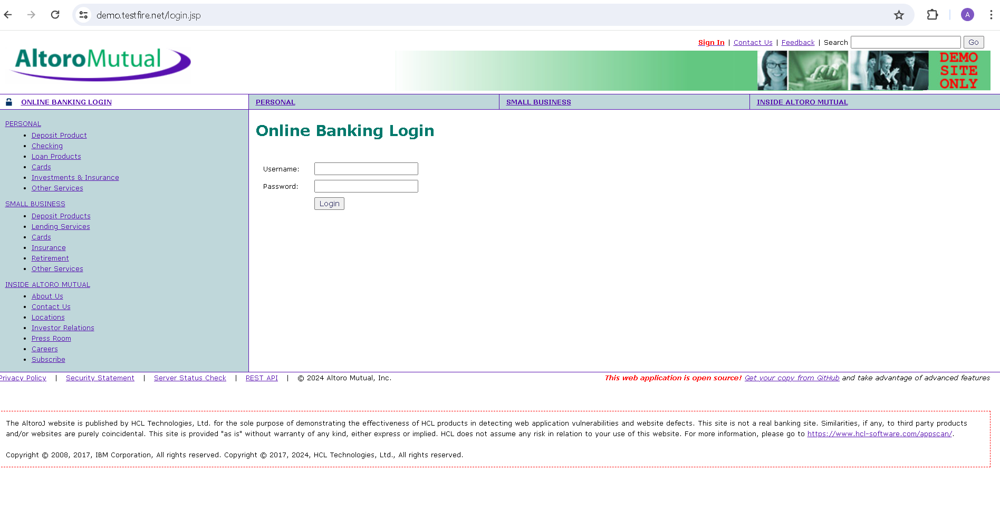 demo.testfire.net/login.jsp
A
Sign In | Contact Us | Feedback | Search Go
AltoroMutual
DEMO
SITE
ONLY
ONLINE BANKING LOGIN
PERSONAL
SMALL BUSINESS
INSIDE ALTORO MUTUAL
PERSONAL
Deposit Product
Checking
Loan Products
Cards
Investments & Insurance
Other Services
SMALL BUSINESS
Deposit Products
Lending Services
Cards
Insurance
Retirement
Other Services
INSIDE ALTORO MUTUAL
About Us
Contact Us
Locations
Investor Relations
Press Room
Careers
Subscribe
Online Banking Login
Username:
Password:
Login
Privacy Policy | Security Statement | Server Status Check | REST API | © 2024 Altoro Mutual, Inc.
This web application is open source! Get your copy from GitHub and take advantage of advanced features
The AltoroJ website is published by HCL Technologies, Ltd. for the sole purpose of demonstrating the effectiveness of HCL products in detecting web application vulnerabilities and website defects. This site is not a real banking site. Similarities, if any, to third party products
and/or websites are purely coincidental. This site is provided "as is" without warranty of any kind, either express or implied. HCL does not assume any risk in relation to your use of this website. For more information, please go to https://www.hcl-software.com/appscan/.
Copyright © 2008, 2017, IBM Corporation, All rights reserved. Copyright © 2017, 2024, HCL Technologies, Ltd., All rights reserved.